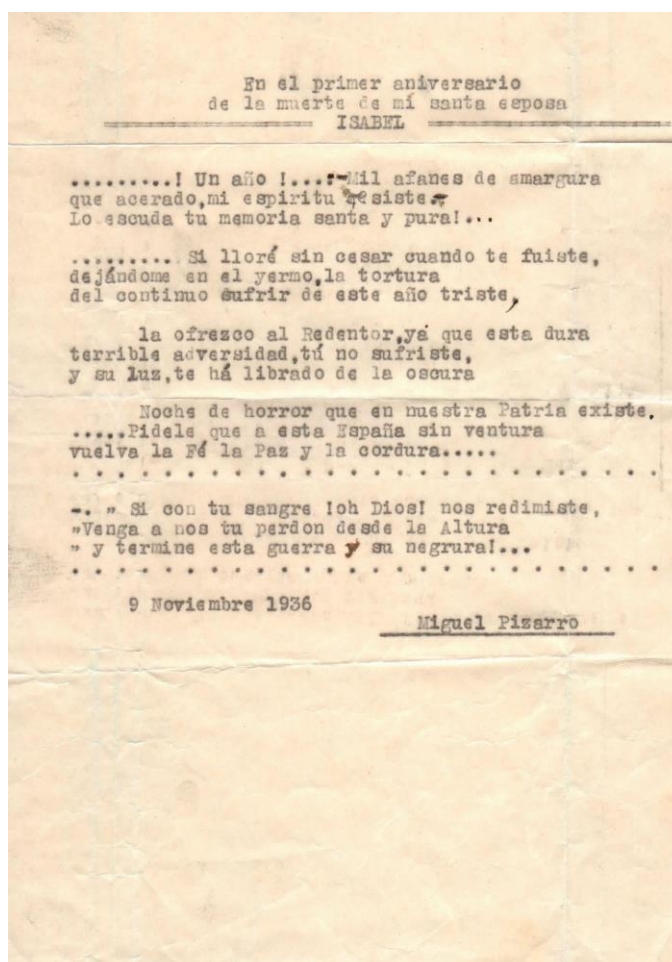 En el primer aniversario
de la muerte de mí santa esposa
ISABEL
.........! Un año !...:-Mil afanes de amargura
que acerado,mi espiritu resiste.
Lo escuda tu memoria santa y pura!...
.......... Si lloré sin cesar cuando te fuiste,
dejándome en el yermo,la tortura
del continuo sufrir de este año triste,
la ofrezco al Redentor,ya que esta dura
terrible adversidad,tú no sufriste,
y su luz,te há librado de la oscura
Noche de horror que en nuestra Patria existe.
.....Pidele que a esta España sin ventura
vuelva la Fé la Paz y la cordura.....
. . . . . . . . . . . . . . . . . . . . . . . . . .
-. " Si con tu sangre !oh Dios! nos redimiste,
"Venga a nos tu perdon desde la Altura
" y termine esta guerra y su negrura!...
. . . . . . . . . . . . . . . . . . . . . . . . . .
9 Noviembre 1936
Miguel Pizarro